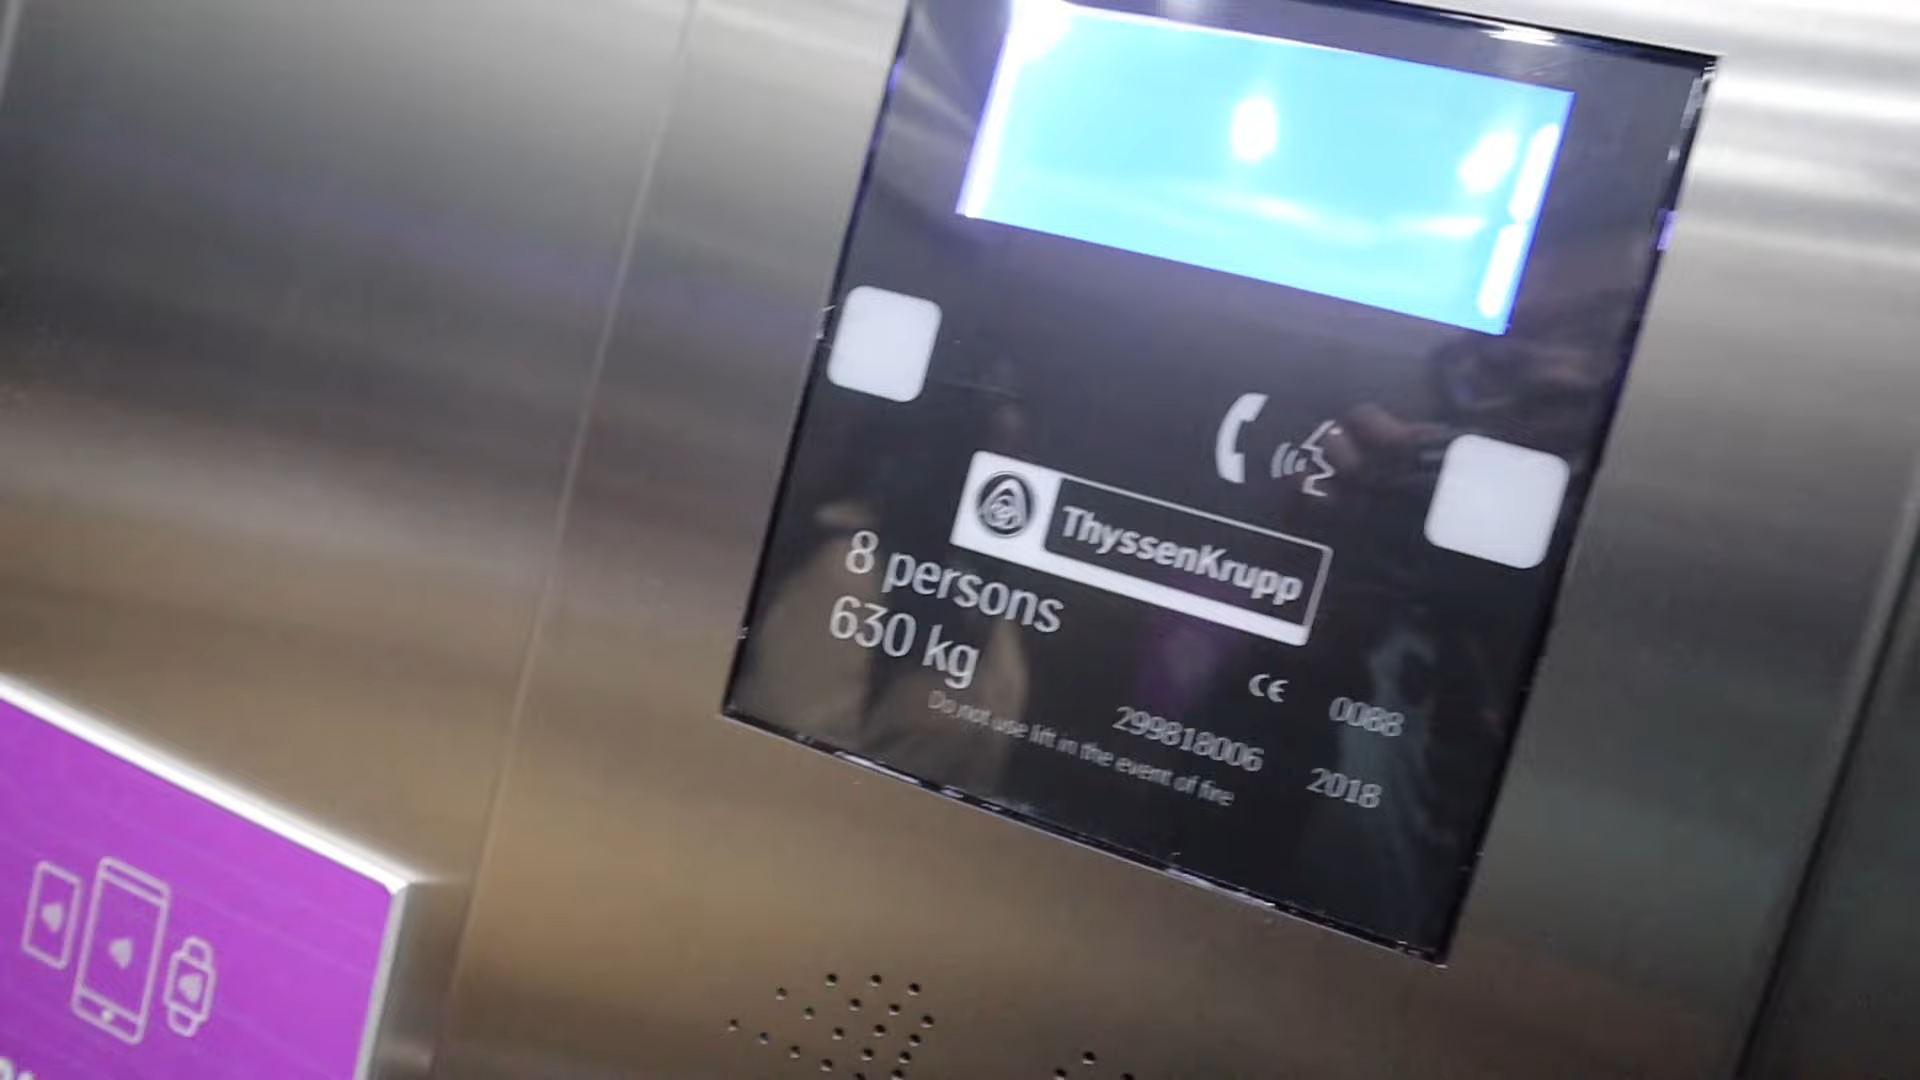 ThyssenKrupp
8 persons
630 kg
CE 0088
299818006
Do not use lift in the event of fire
2018